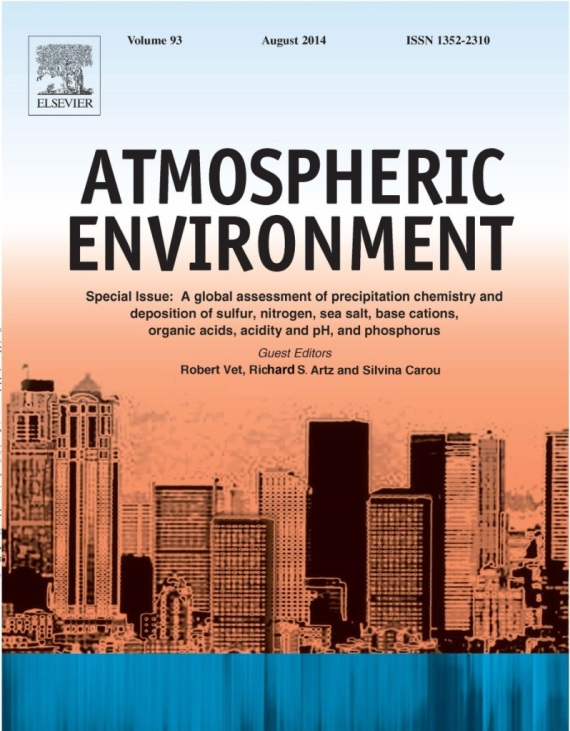 Volume 93 August 2014 ISSN 1352-2310
ELSEVIER
ATMOSPHERIC
ENVIRONMENT
Special Issue: A global assessment of precipitation chemistry and
deposition of sulfur, nitrogen, sea salt, base cations,
organic acids, acidity and pH, and phosphorus
Guest Editors
Robert Vet, Richard S. Artz and Silvina Carou